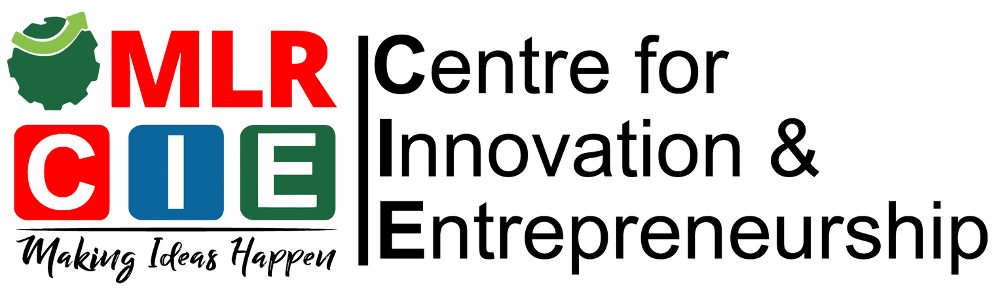 MLR
CIE
Making Ideas Happen
Centre for
Innovation &
Entrepreneurship